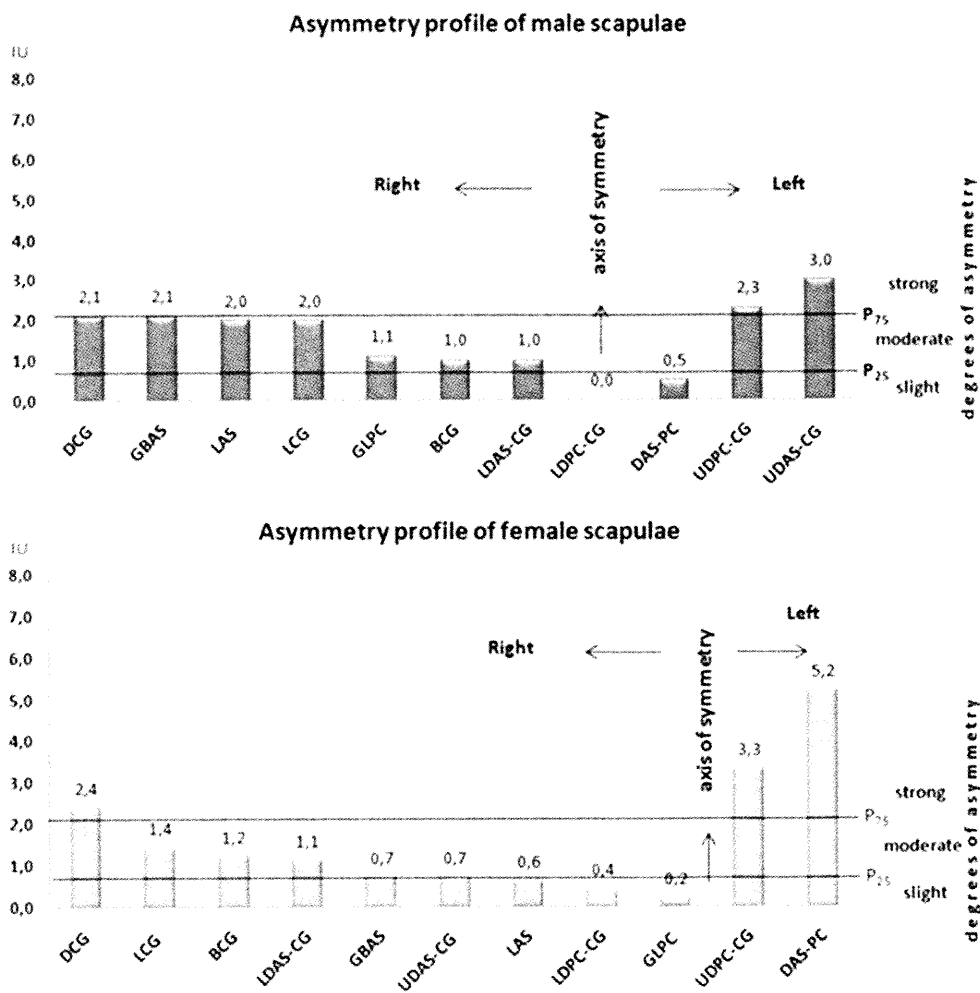 Asymmetry profile of male scapulae
IU
8,0
7,0
6,0
5,0
4,0
3,0
2,0
1,0
0,0
Right
axis of symmetry
Left
2,1
2,1
2,0
2,0
1,1
1,0
1,0
0,0
0,5
2,3
3,0
strong
P75
moderate
P25
slight
degrees of asymmetry
DCG
GBAS
LAS
LCG
GLPC
BCG
LDAS-CG
LDPC-CG
DAS-PC
UDPC-CG
UDAS-CG
Asymmetry profile of female scapulae
IU
8,0
7,0
6,0
5,0
4,0
3,0
2,0
1,0
0,0
Right
axis of symmetry
Left
2,4
1,4
1,2
1,1
0,7
0,7
0,6
0,4
0,2
3,3
5,2
strong
P75
moderate
P25
slight
degrees of asymmetry
DCG
LCG
BCG
LDAS-CG
GBAS
UDAS-CG
LAS
LDPC-CG
GLPC
UDPC-CG
DAS-PC